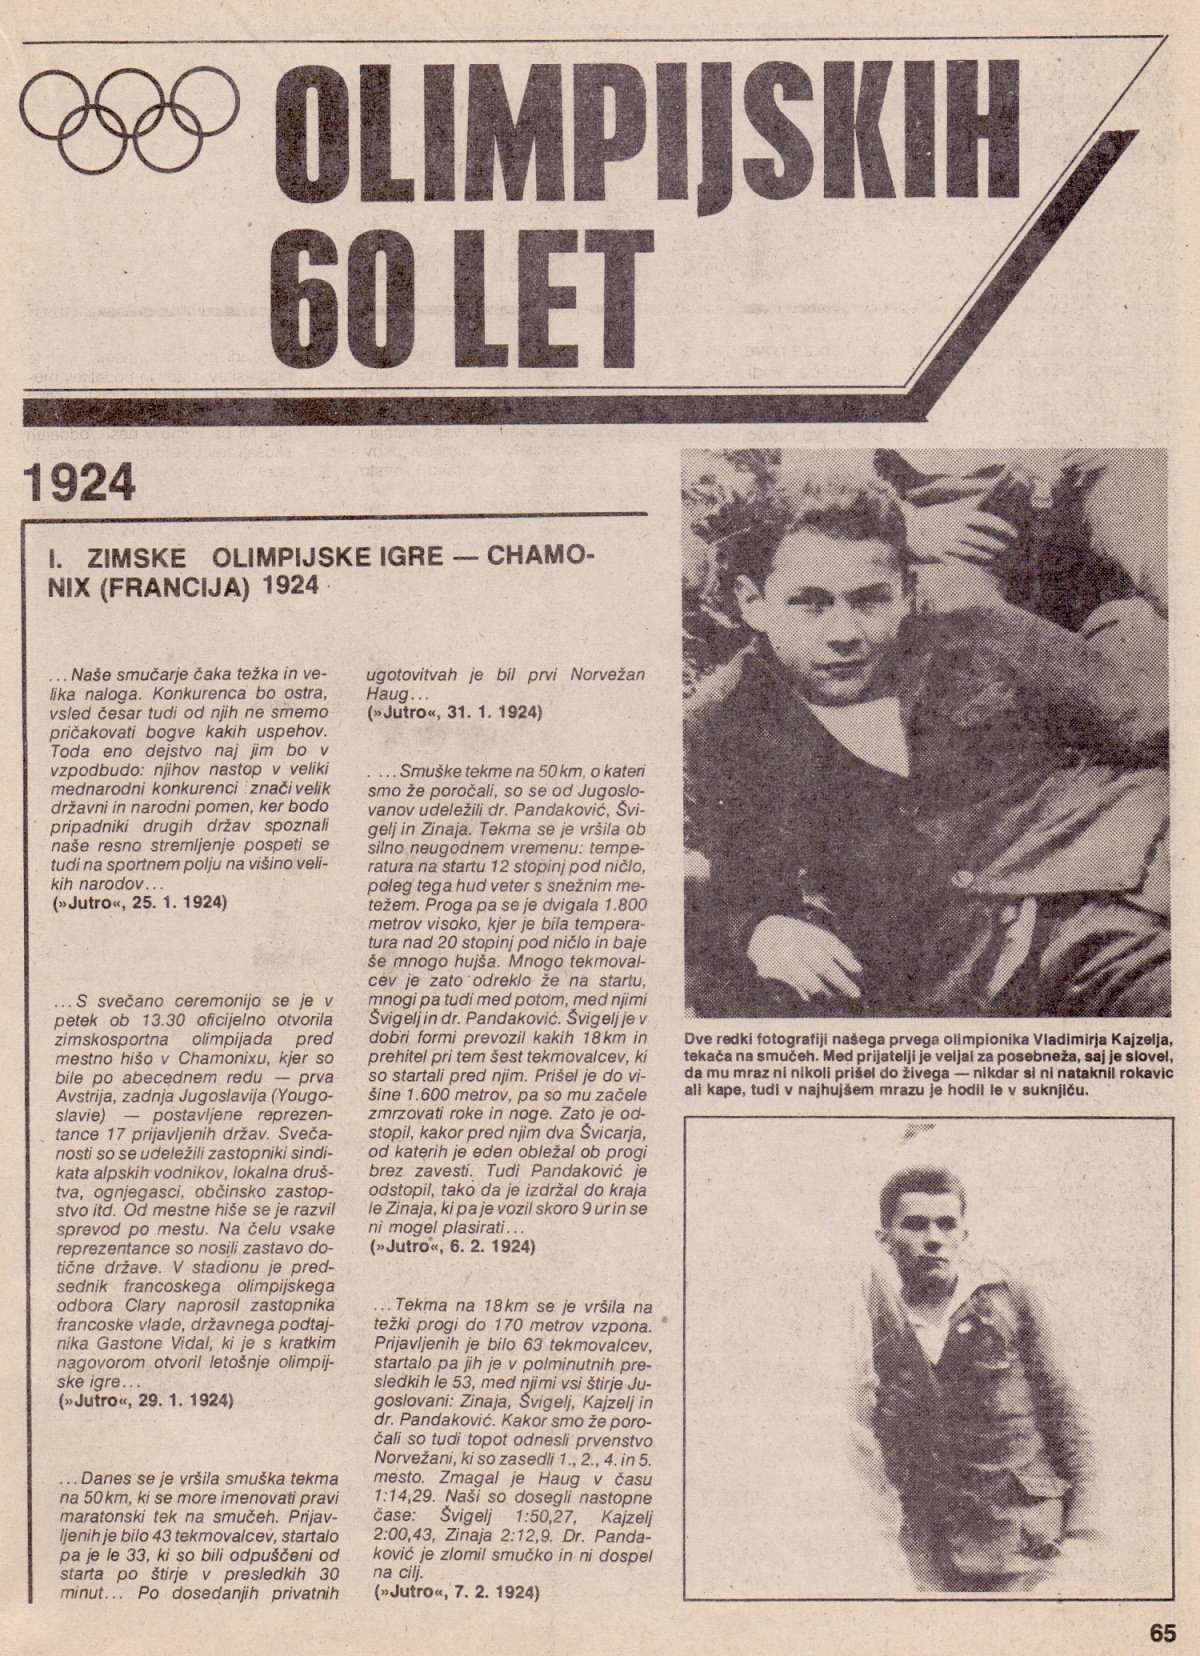 OLIMPIJSKIH
60 LET
1924
I. ZIMSKE OLIMPIJSKE IGRE — CHAMO-
NIX (FRANCIJA) 1924
...Naše smučarje čaka težka in ve-
lika naloga. Konkurenca bo ostra,
vsled česar tudi od njih ne smemo
pričakovati bogve kakih uspehov.
Toda eno dejstvo naj jim bo v
vzpodbudo: njihov nastop v veliki
mednarodni konkurenci znači velik
državni in narodni pomen, ker bodo
pripadniki drugih držav spoznali
naše resno stremljenje pospeti se
tudi na sportnem polju na višino veli-
kih narodov...
(»Jutro«, 25. 1. 1924)
...S svečano ceremonijo se je v
petek ob 13.30 oficijelno otvorila
zimskosportna olimpijada pred
mestno hišo v Chamonixu, kjer so
bile po abecednem redu — prva
Avstrija, zadnja Jugoslavija (Yougo-
slavie) — postavljene reprezen-
tance 17 prijavljenih držav. Sveča-
nosti so se udeležili zastopniki sindi-
kata alpskih vodnikov, lokalna druš-
tva, ognjegasci, občinsko zastop-
stvo itd. Od mestne hiše se je razvil
sprevod po mestu. Na čelu vsake
reprezentance so nosili zastavo do-
tične države. V stadionu je pred-
sednik francoskega olimpijskega
odbora Clary naprosil zastopnika
francoske vlade, državnega podtaj-
nika Gastone Vidal, ki je s kratkim
nagovorom otvoril letošnje olimpij-
ske igre...
(»Jutro«, 29. 1. 1924)
...Danes se je vršila smuška tekma
na 50 km, ki se more imenovati pravi
maratonski tek na smučeh. Prijav-
ljenih je bilo 43 tekmovalcev, startalo
pa je le 33, ki so bili odpuščeni od
starta po štirje v presledkih 30
minut... Po dosedanjih privatnih
ugotovitvah je bil prvi Norvežan
Haug...
(»Jutro«, 31. 1. 1924)
. ...Smuške tekme na 50 km, o kateri
smo že poročali, so se od Jugoslo-
vanov udeležili dr. Pandaković, Švi-
gelj in Zinaja. Tekma se je vršila ob
silno neugodnem vremenu: tempe-
ratura na startu 12 stopinj pod ničlo,
poleg tega hud veter s snežnim me-
težem. Proga pa se je dvigala 1.800
metrov visoko, kjer je bila tempera-
tura nad 20 stopinj pod ničlo in baje
še mnogo hujša. Mnogo tekmoval-
cev je zato odreklo že na startu,
mnogi pa tudi med potom, med njimi
Švigelj in dr. Pandaković. Švigelj je v
dobri formi prevozil kakih 18 km in
prehitel pri tem šest tekmovalcev, ki
so startali pred njim. Prišel je do vi-
šine 1.600 metrov, pa so mu začele
zmrzovati roke in noge. Zato je od-
stopil, kakor pred njim dva Švicarja,
od katerih je eden obležal ob progi
brez zavesti. Tudi Pandaković je
odstopil, tako da je izdržal do kraja
le Zinaja, ki pa je vozil skoro 9 ur in se
ni mogel plasirati...
(»Jutro«, 6. 2. 1924)
...Tekma na 18 km se je vršila na
težki progi do 170 metrov vzpona.
Prijavljenih je bilo 63 tekmovalcev,
startalo pa jih je v polminutnih pre-
sledkih le 53, med njimi vsi štirje Ju-
goslovani: Zinaja, Švigelj, Kajzelj in
dr. Pandaković. Kakor smo že poro-
čali so tudi topot odnesli prvenstvo
Norvežani, ki so zasedli 1., 2., 4. in 5.
mesto. Zmagal je Haug v času
1:14,29. Naši so dosegli nastopne
čase: Švigelj 1:50,27, Kajzelj
2:00,43, Zinaja 2:12,9. Dr. Panda-
ković je zlomil smučko in ni dospel
na cilj.
(»Jutro«, 7. 2. 1924)
Dve redki fotografiji našega prvega olimpionika Vladimirja Kajzelja,
tekača na smučeh. Med prijatelji je veljal za posebneža, saj je slovel,
da mu mraz ni nikoli prišel do živega — nikdar si ni nataknil rokavic
ali kape, tudi v najhujšem mrazu je hodil le v suknjiču.
65